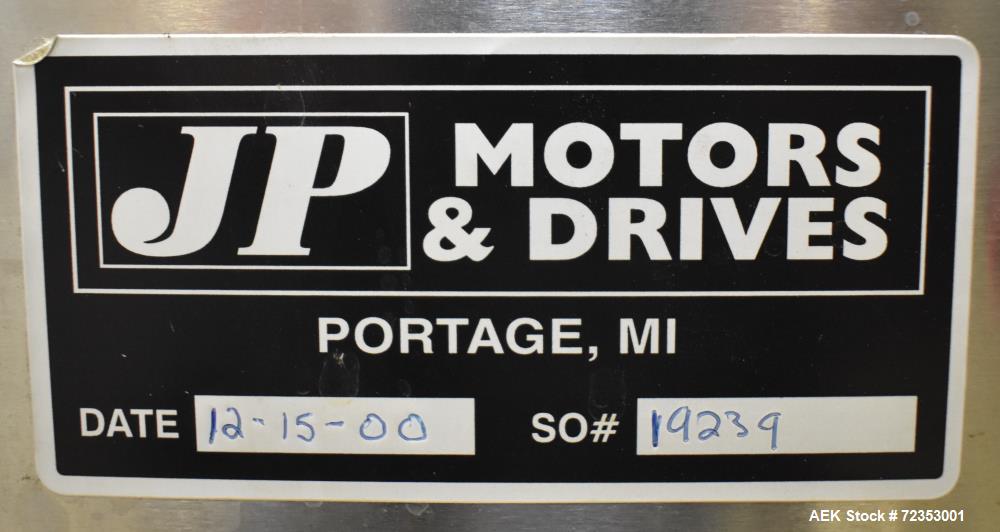 JP MOTORS
& DRIVES
PORTAGE, MI
DATE 12-15-00 SO# 19239
AEK Stock # 72353001